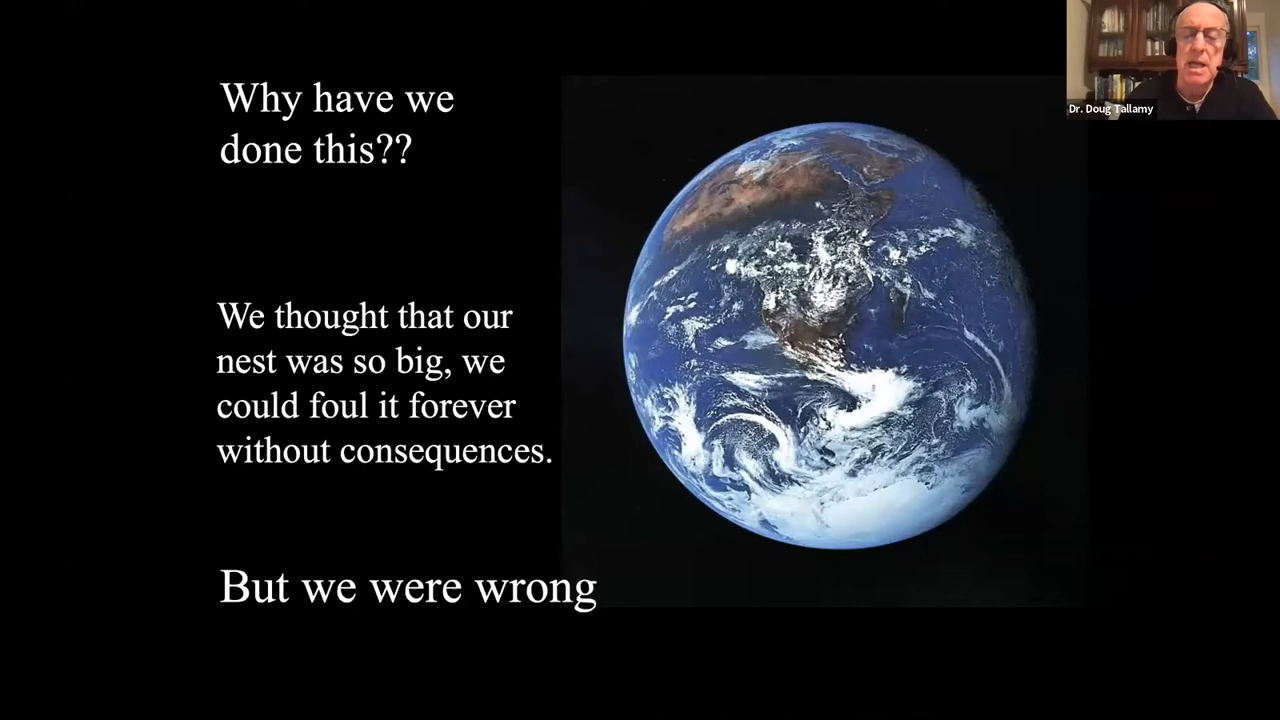 Why have we
done this??
We thought that our
nest was so big, we
could foul it forever
without consequences.
But we were wrong
Dr. Doug Tallamy